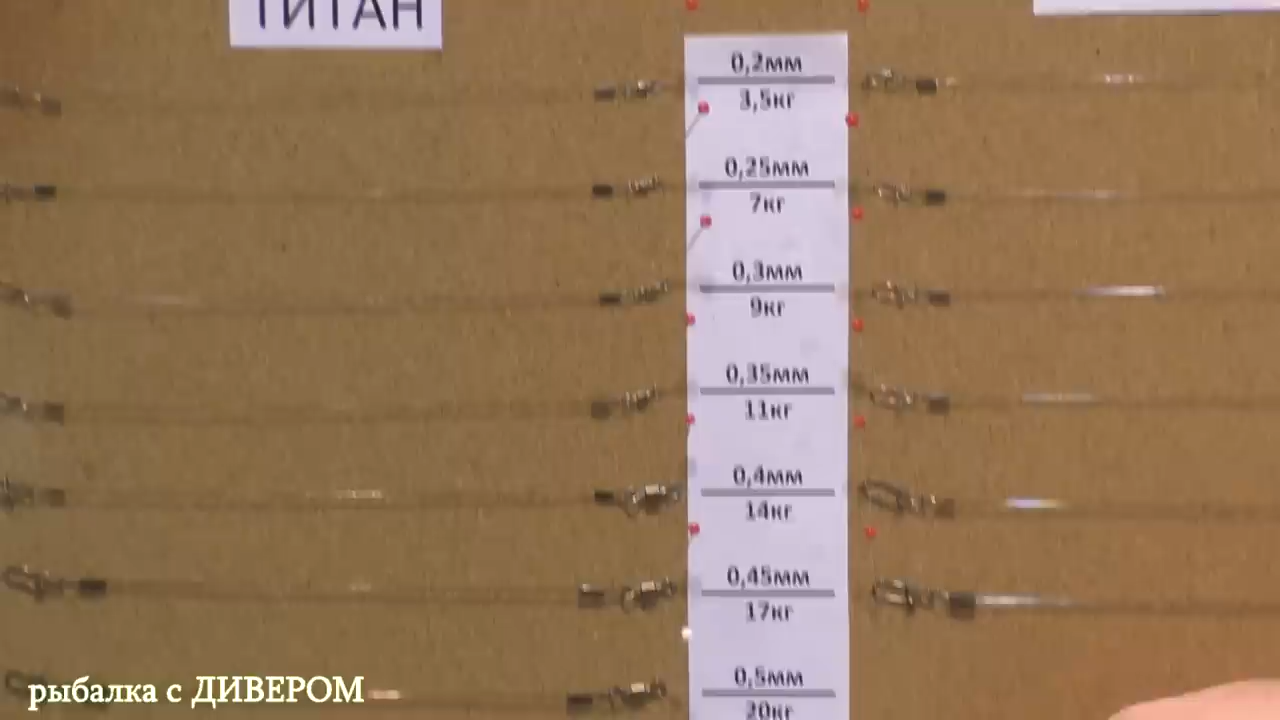 ТИТАН
0,2мм
3,5кг
0,25мм
7кг
0,3мм
9кг
0,35мм
11кг
0,4мм
14кг
0,45мм
17кг
0,5мм
20кг
рыбалка с ДИВЕРОМ